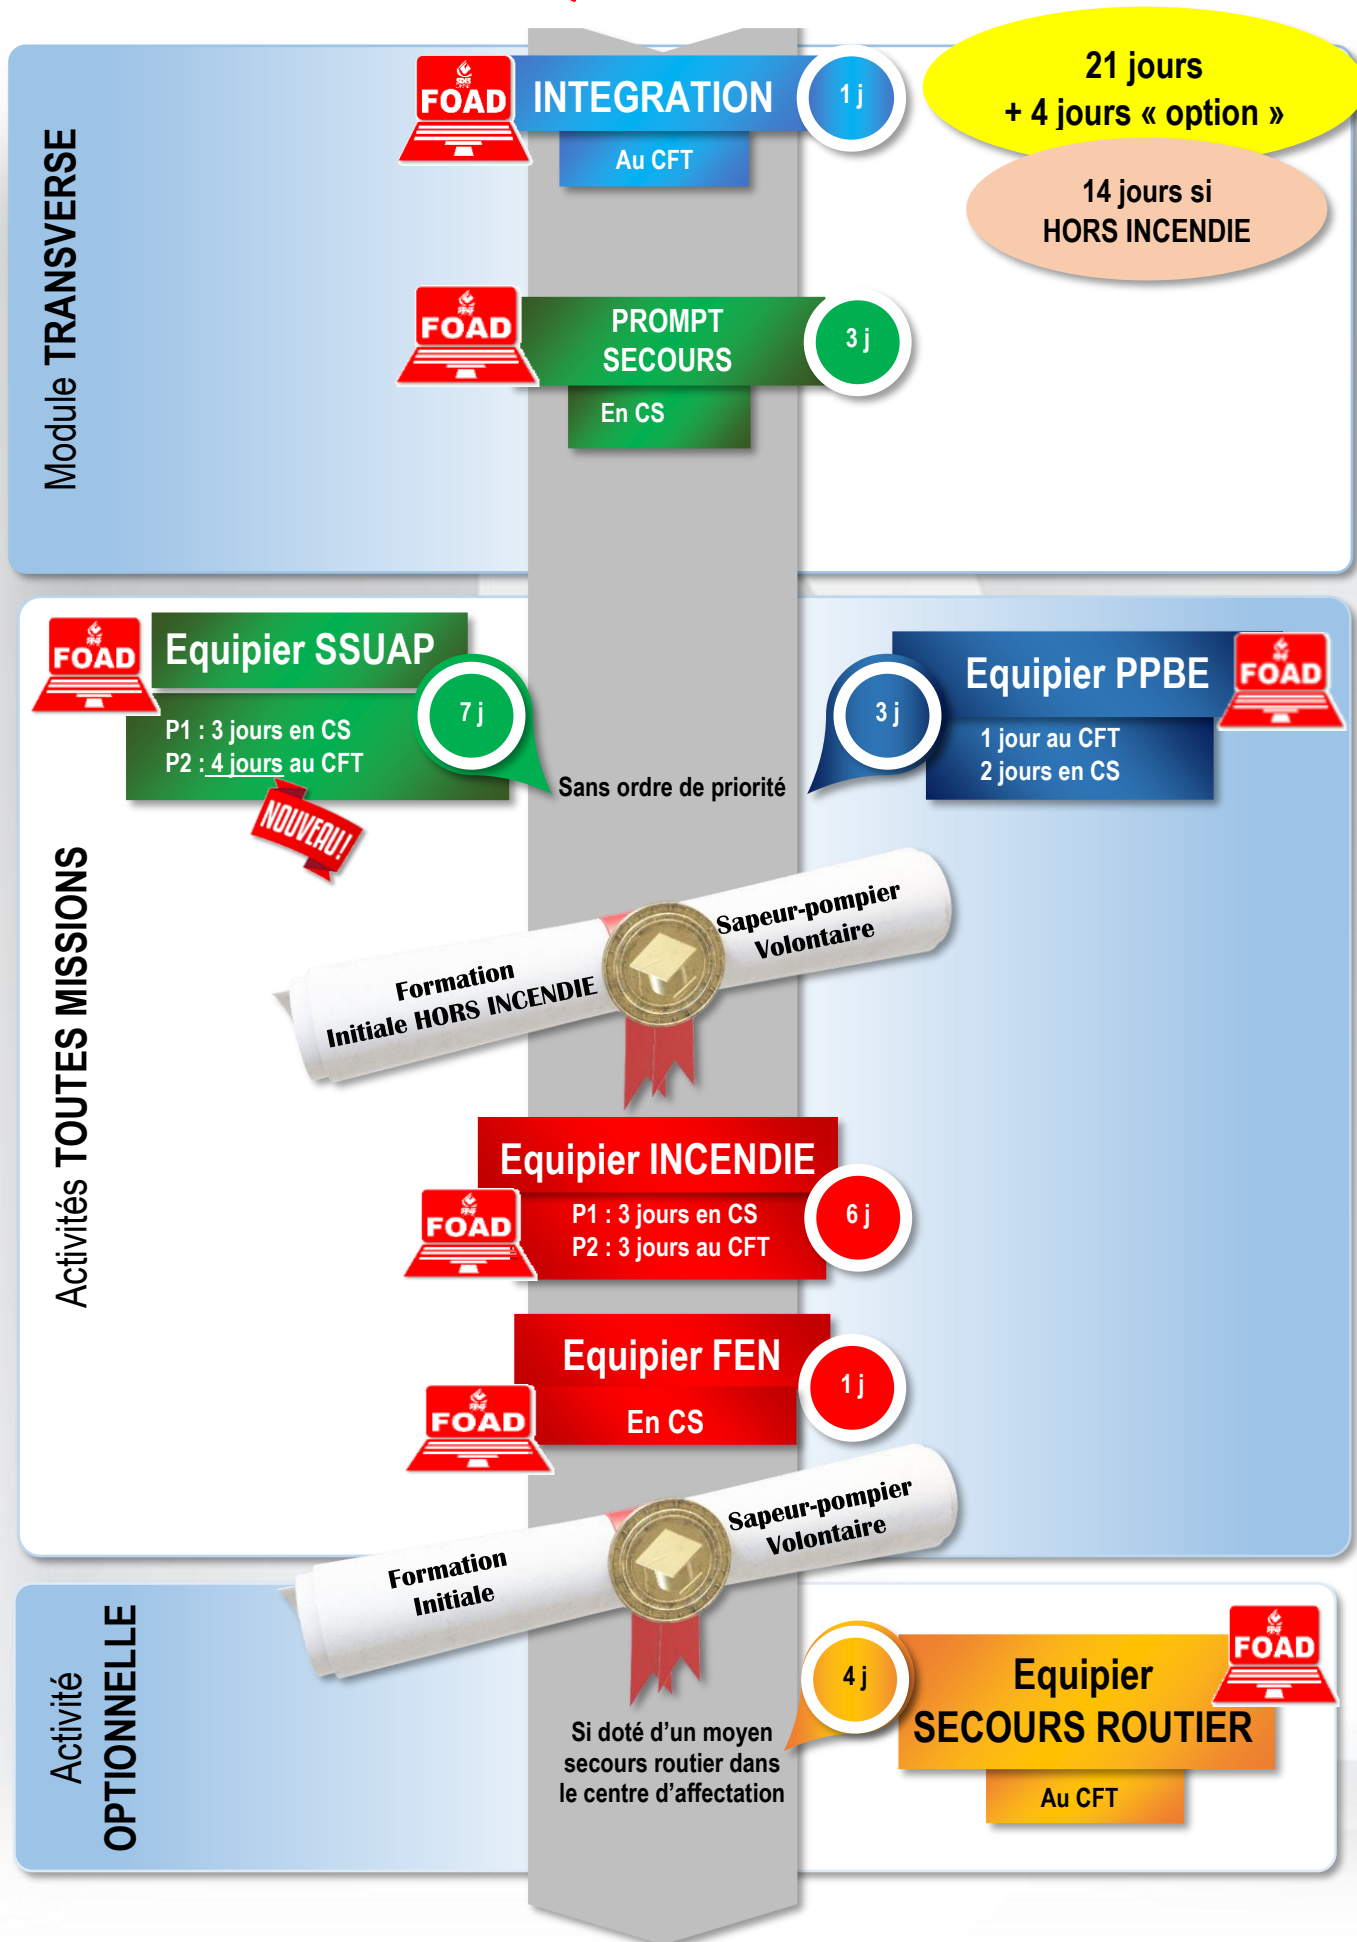 21 jours
+ 4 jours « option »
14 jours si
HORS INCENDIE
Module TRANSVERSE
FOAD
INTEGRATION
1 j
Au CFT
FOAD
PROMPT
SECOURS
3 j
En CS
Activités TOUTES MISSIONS
FOAD
Equipier SSUAP
7 j
P1 : 3 jours en CS
P2 : 4 jours au CFT
NOUVEAU!
Sans ordre de priorité
3 j
Equipier PPBE
FOAD
1 jour au CFT
2 jours en CS
Formation
Initiale HORS INCENDIE
Sapeur-pompier
Volontaire
Equipier INCENDIE
FOAD
P1 : 3 jours en CS
P2 : 3 jours au CFT
6 j
Equipier FEN
FOAD
En CS
1 j
Formation
Initiale
Sapeur-pompier
Volontaire
Activité
OPTIONNELLE
Si doté d’un moyen
secours routier dans
le centre d’affectation
4 j
Equipier
SECOURS ROUTIER
FOAD
Au CFT